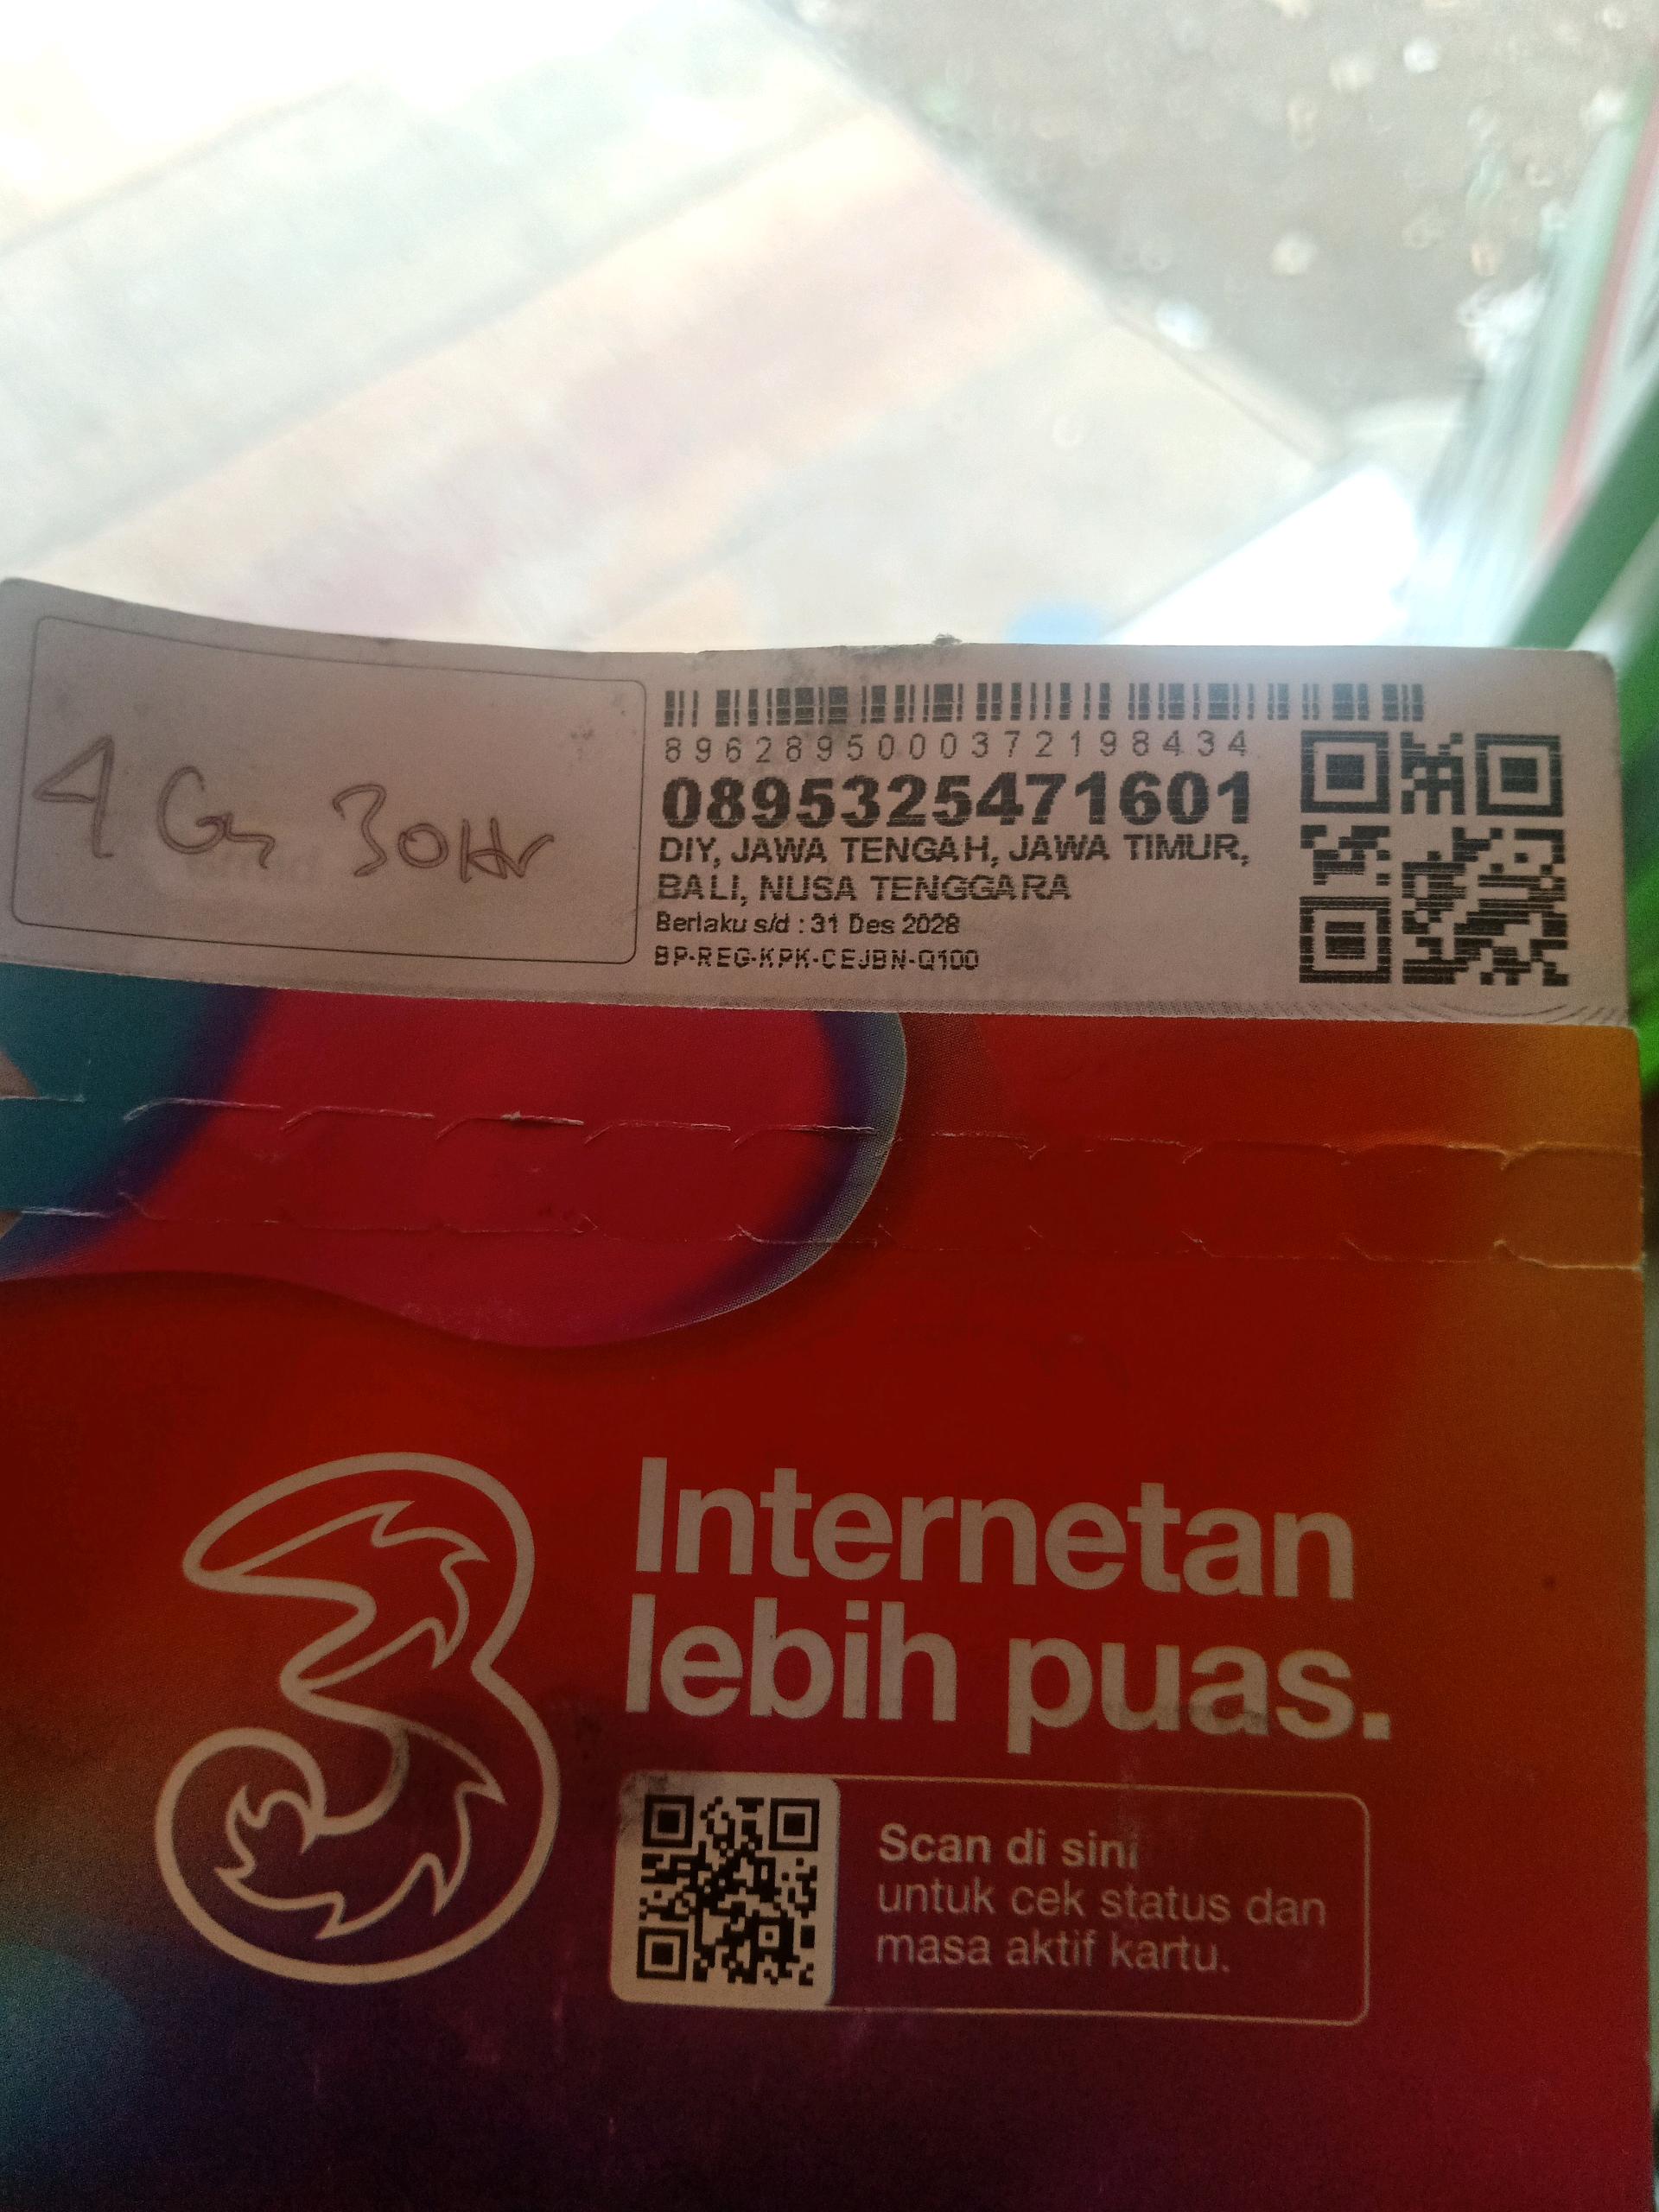 4 Gb 30Hr
8962895000372198434
0895325471601
DIY, JAWA TENGAH, JAWA TIMUR,
BALI, NUSA TENGGARA
Berlaku s/d : 31 Des 2028
BP-REG-KPK-CEJBN-Q100
3
Internetan
lebih puas.
Scan di sini
untuk cek status dan
masa aktif kartu.